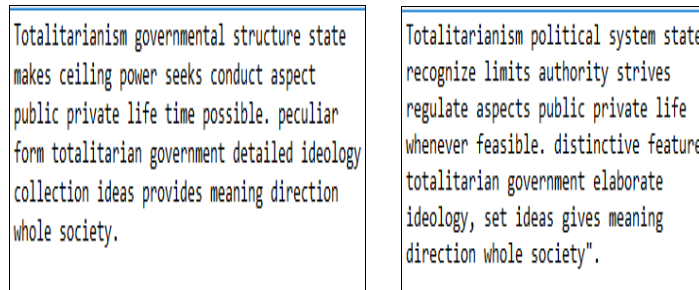 Totalitarianism governmental structure state
makes ceiling power seeks conduct aspect
public private life time possible. peculiar
form totalitarian government detailed ideology
collection ideas provides meaning direction
whole society.
Totalitarianism political system state
recognize limits authority strives
regulate aspects public private life
whenever feasible. distinctive feature
totalitarian government elaborate
ideology, set ideas gives meaning
direction whole society".